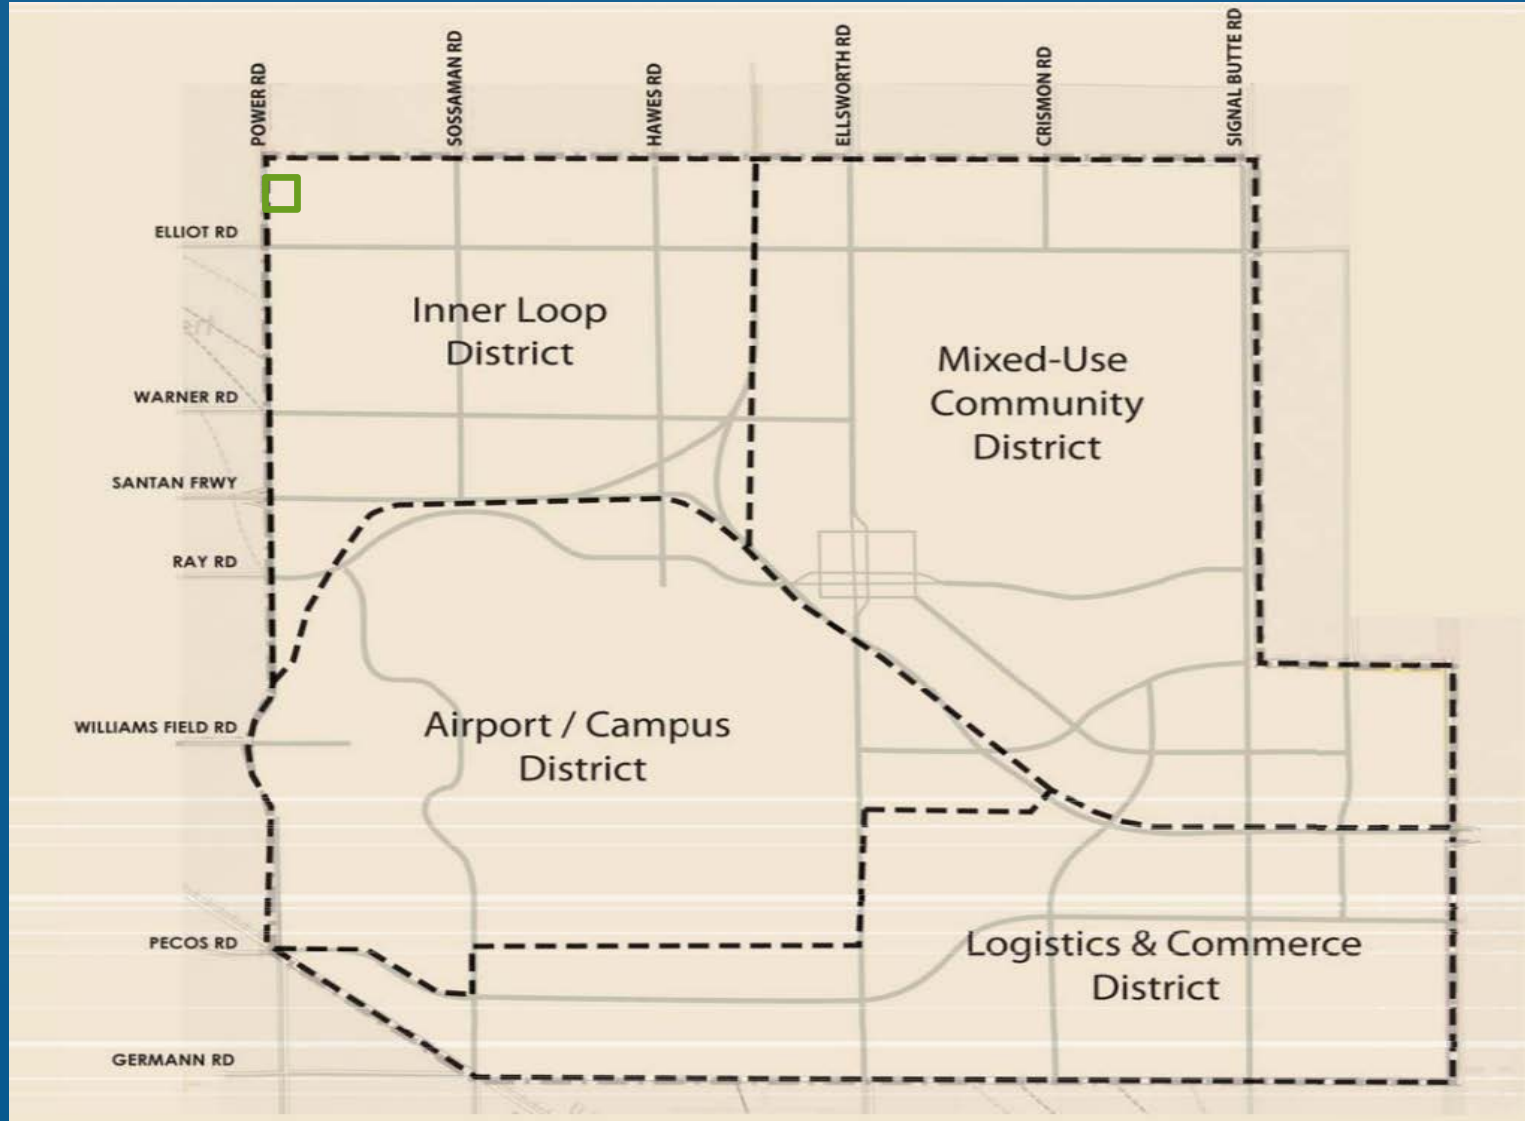 POWER RD
SOSSAMAN RD
HAWES RD
ELLSWORTH RD
CRISMON RD
SIGNAL BUTTE RD
ELLIOT RD
Inner Loop
District
Mixed-Use
Community
District
WARNER RD
SANTAN FRWY
RAY RD
WILLIAMS FIELD RD
Airport / Campus
District
PECOS RD
Logistics & Commerce
District
GERMANN RD